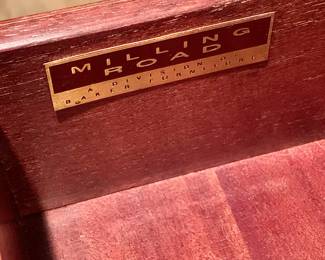 MILLING
ROAD
A DIVISION OF
BAKER FURNITURE